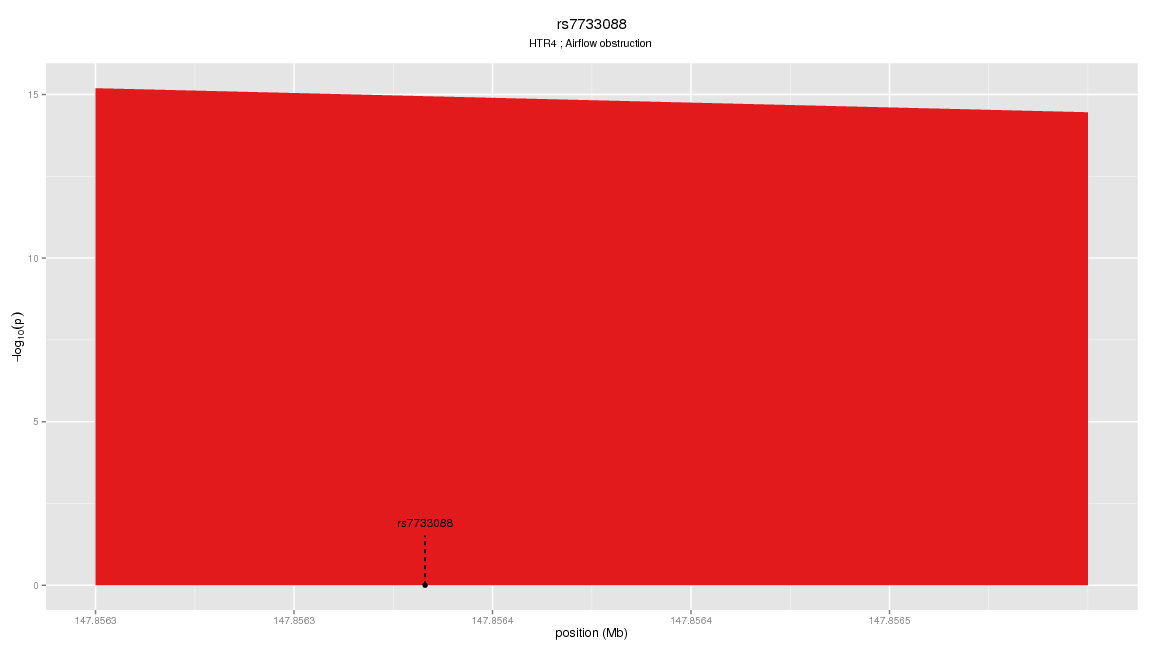 rs7733088
HTR4 ; Airflow obstruction
15
10
5
0
−log10(p)
rs7733088
147.8563 147.8563 147.8564 147.8564 147.8565
position (Mb)